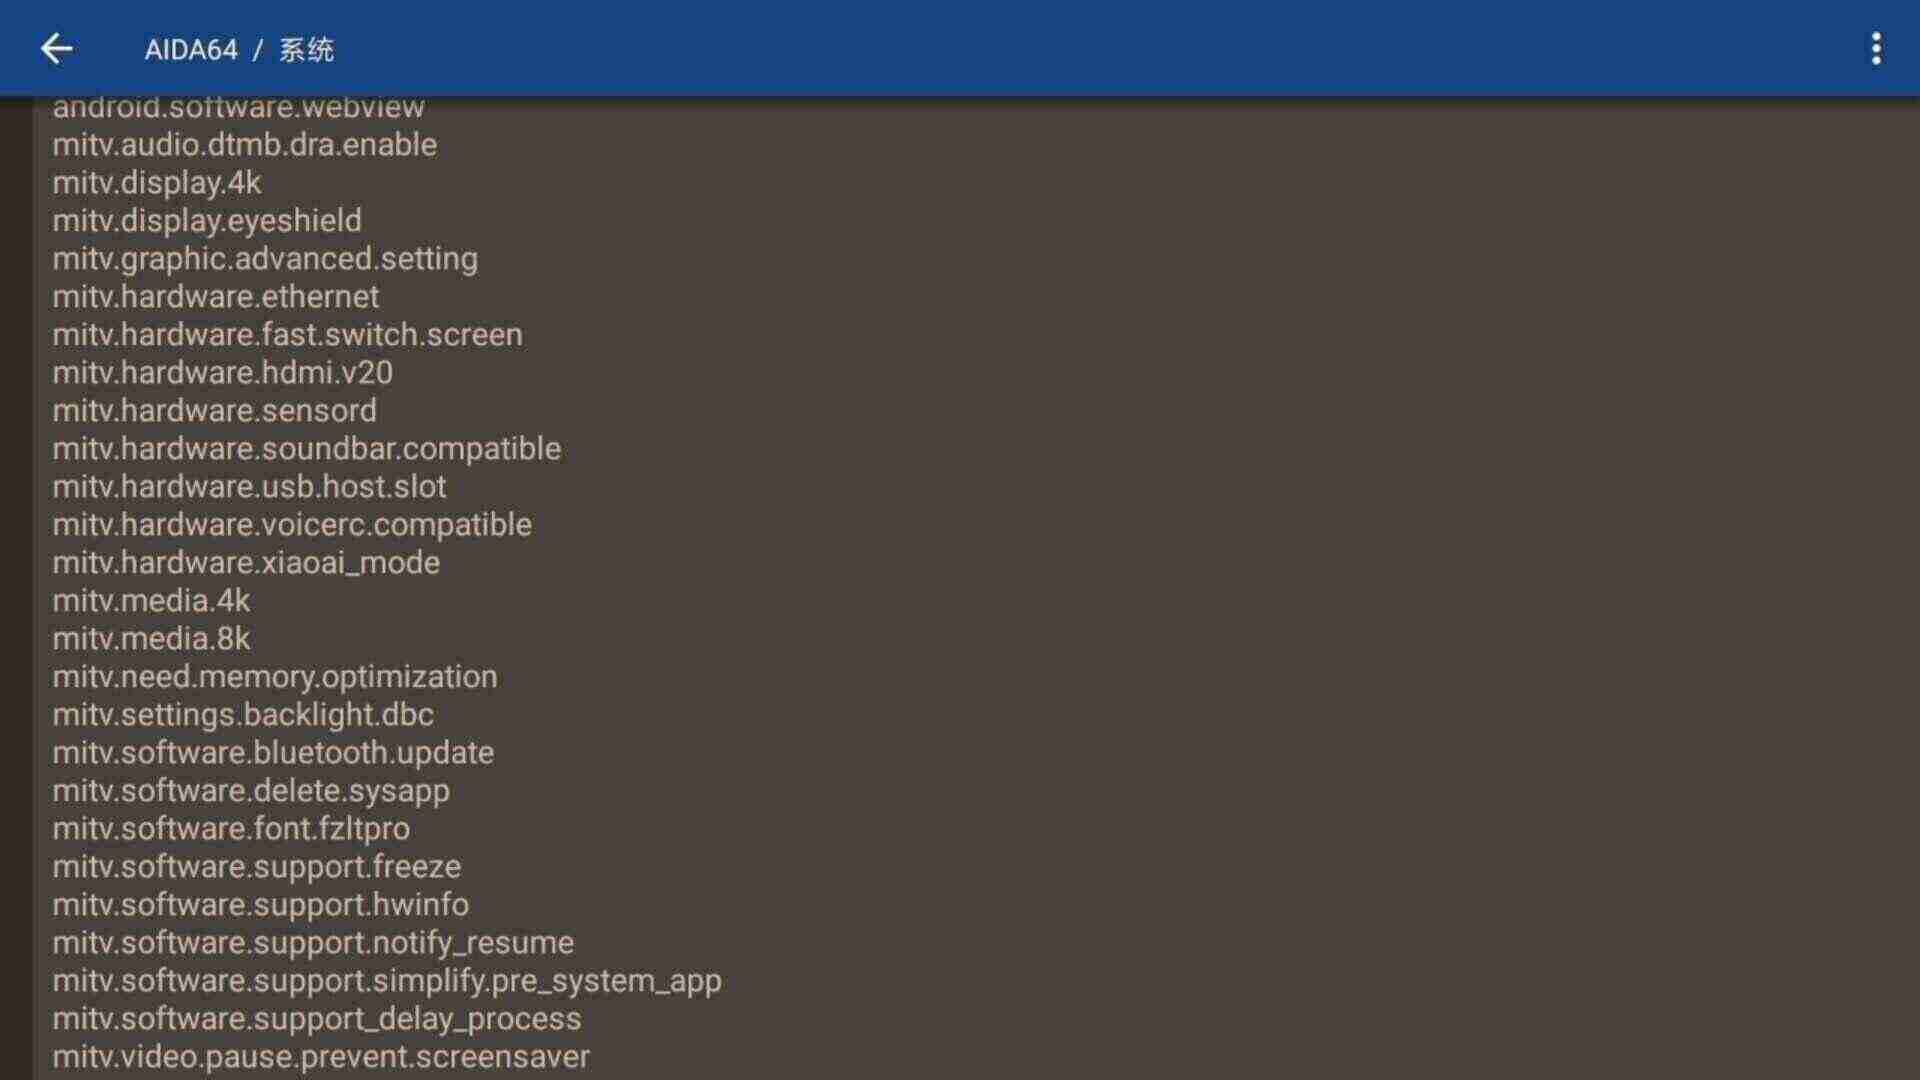 AIDA64 / 系统
android.software.webview
mitv.audio.dtmb.dra.enable
mitv.display.4k
mitv.display.eyeshield
mitv.graphic.advanced.setting
mitv.hardware.ethernet
mitv.hardware.fast.switch.screen
mitv.hardware.hdmi.v20
mitv.hardware.sensord
mitv.hardware.soundbar.compatible
mitv.hardware.usb.host.slot
mitv.hardware.voicerc.compatible
mitv.hardware.xiaoai_mode
mitv.media.4k
mitv.media.8k
mitv.need.memory.optimization
mitv.settings.backlight.dbc
mitv.software.bluetooth.update
mitv.software.delete.sysapp
mitv.software.font.fzltpro
mitv.software.support.freeze
mitv.software.support.hwinfo
mitv.software.support.notify_resume
mitv.software.support.simplify.pre_system_app
mitv.software.support_delay_process
mitv.video.pause.prevent.screensaver